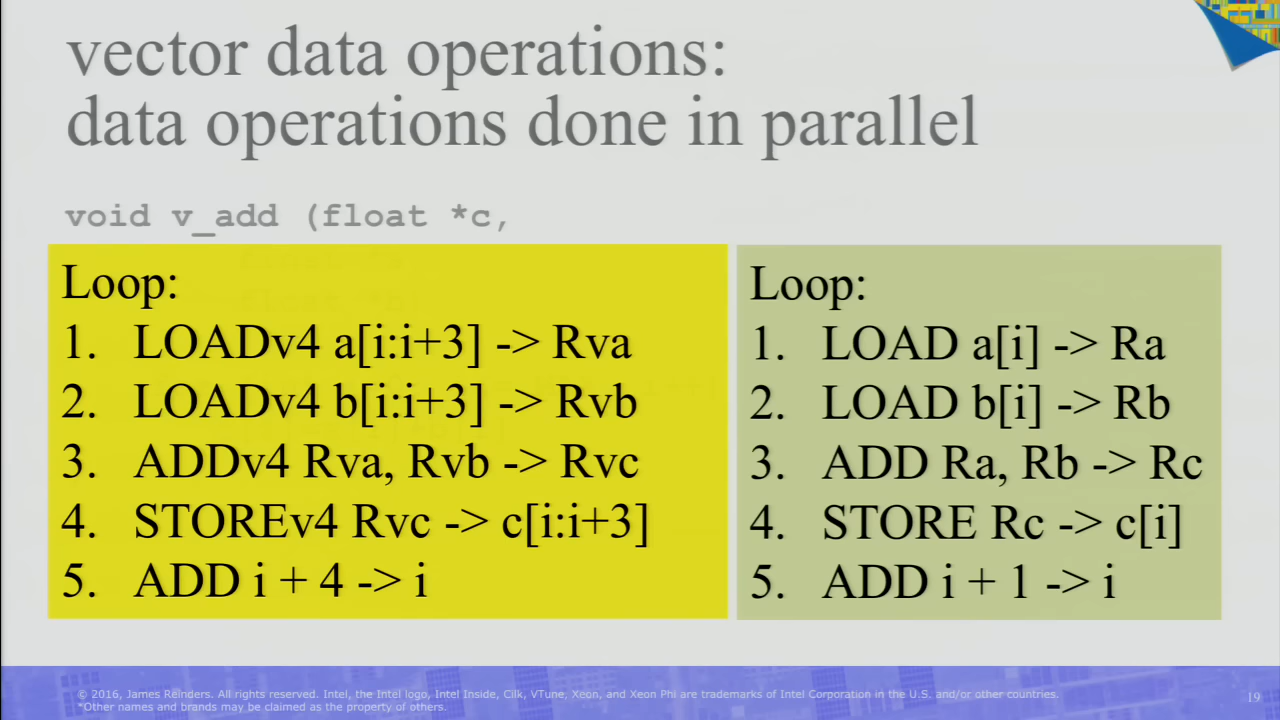 vector data operations:
data operations done in parallel
void v_add (float *c,
Loop:
1. LOADv4 a[i:i+3] -> Rva
2. LOADv4 b[i:i+3] -> Rvb
3. ADDv4 Rva, Rvb -> Rvc
4. STOREv4 Rvc -> c[i:i+3]
5. ADD i + 4 -> i
Loop:
1. LOAD a[i] -> Ra
2. LOAD b[i] -> Rb
3. ADD Ra, Rb -> Rc
4. STORE Rc -> c[i]
5. ADD i + 1 -> i
© 2016, James Reinders. All rights reserved. Intel, the Intel logo, Intel Inside, Cilk, VTune, Xeon, and Xeon Phi are trademarks of Intel Corporation in the U.S. and/or other countries.
*Other names and brands may be claimed as the property of others.
19